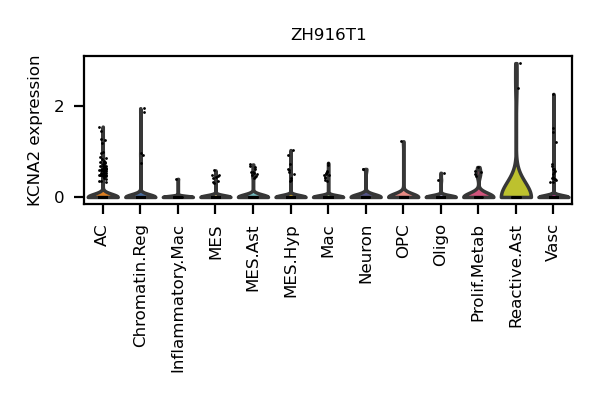 ZH916T1
KCNA2 expression
2
0
AC
Chromatin.Reg
Inflammatory.Mac
MES
MES.Ast
MES.Hyp
Mac
Neuron
OPC
Oligo
Prolif.Metab
Reactive.Ast
Vasc